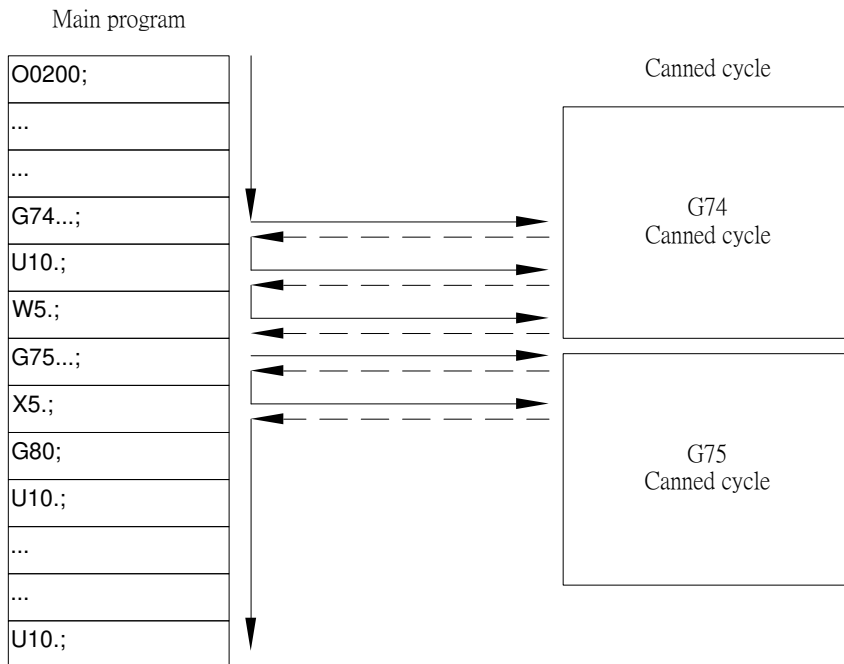 Main program
O0200;
...
...
G74...;
U10.;
W5.;
G75...;
X5.;
G80;
U10.;
...
...
U10.;
Canned cycle
G74
Canned cycle
G75
Canned cycle